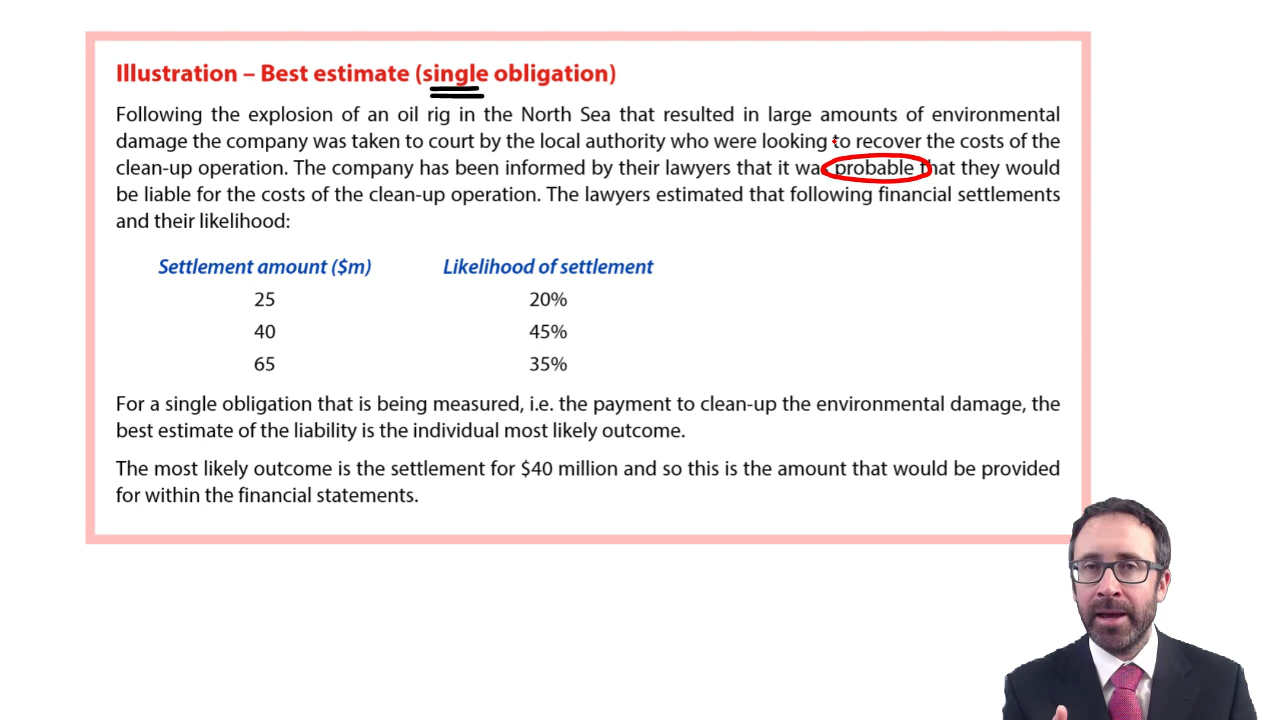 Illustration – Best estimate (single obligation)
Following the explosion of an oil rig in the North Sea that resulted in large amounts of environmental
damage the company was taken to court by the local authority who were looking to recover the costs of the
clean-up operation. The company has been informed by their lawyers that it was probable that they would
be liable for the costs of the clean-up operation. The lawyers estimated that following financial settlements
and their likelihood:
Settlement amount ($m) Likelihood of settlement
25 20%
40 45%
65 35%
For a single obligation that is being measured, i.e. the payment to clean-up the environmental damage, the
best estimate of the liability is the individual most likely outcome.
The most likely outcome is the settlement for $40 million and so this is the amount that would be provided
for within the financial statements.